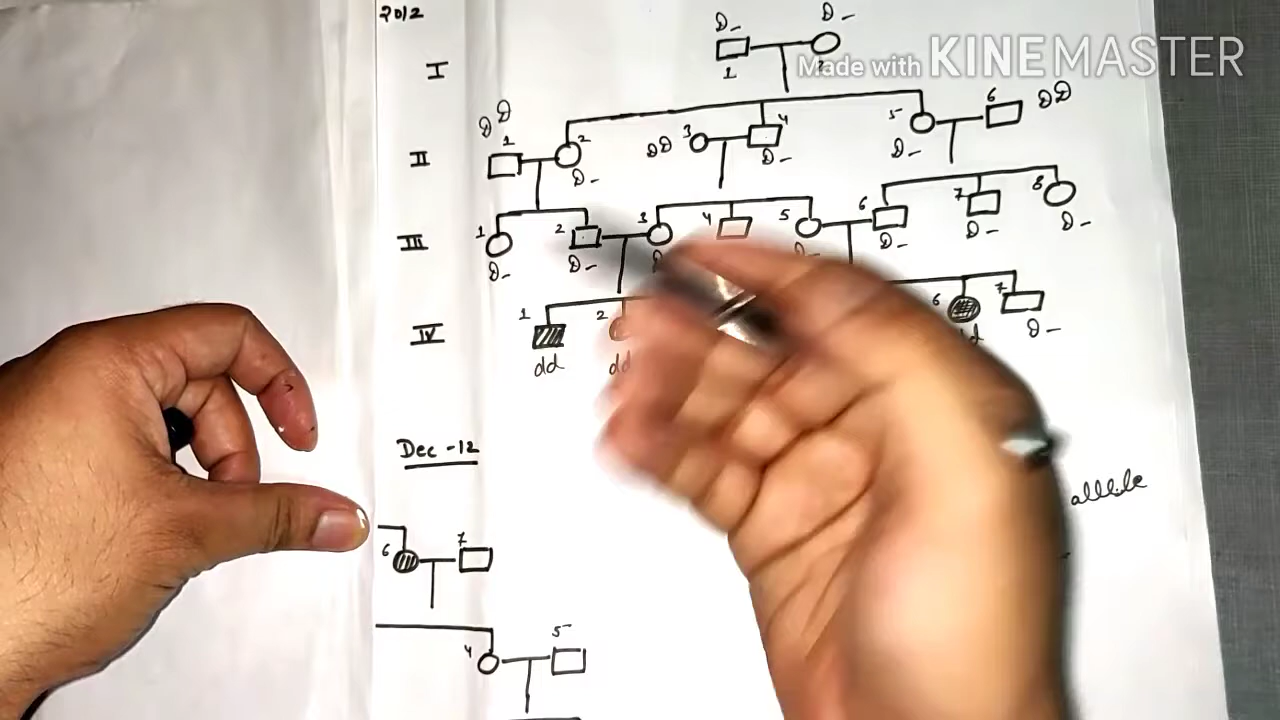 2012
D- D-
I 1 2
Made with KINEMASTER
DD 1 2 DD 3 4 5 6 DD
II D- D- D-
1 2 3 4 5 6 7 8
III D- D- D- D- D-
1 2 6 7
IV dd dd D-
Dec-12
6 7
4 5